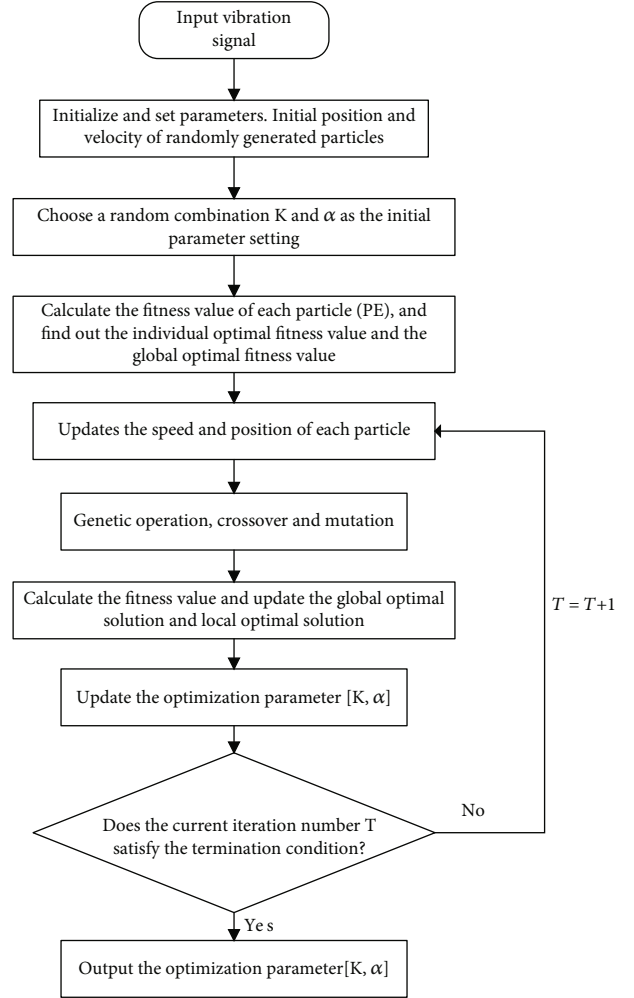 Input vibration
signal
Initialize and set parameters. Initial position and
velocity of randomly generated particles
Choose a random combination K and α as the initial
parameter setting
Calculate the fitness value of each particle (PE), and
find out the individual optimal fitness value and the
global optimal fitness value
Updates the speed and position of each particle
Genetic operation, crossover and mutation
Calculate the fitness value and update the global optimal
solution and local optimal solution
T = T+1
Update the optimization parameter [K, α]
Does the current iteration number T
satisfy the termination condition?
No
Ye s
Output the optimization parameter[K, α]